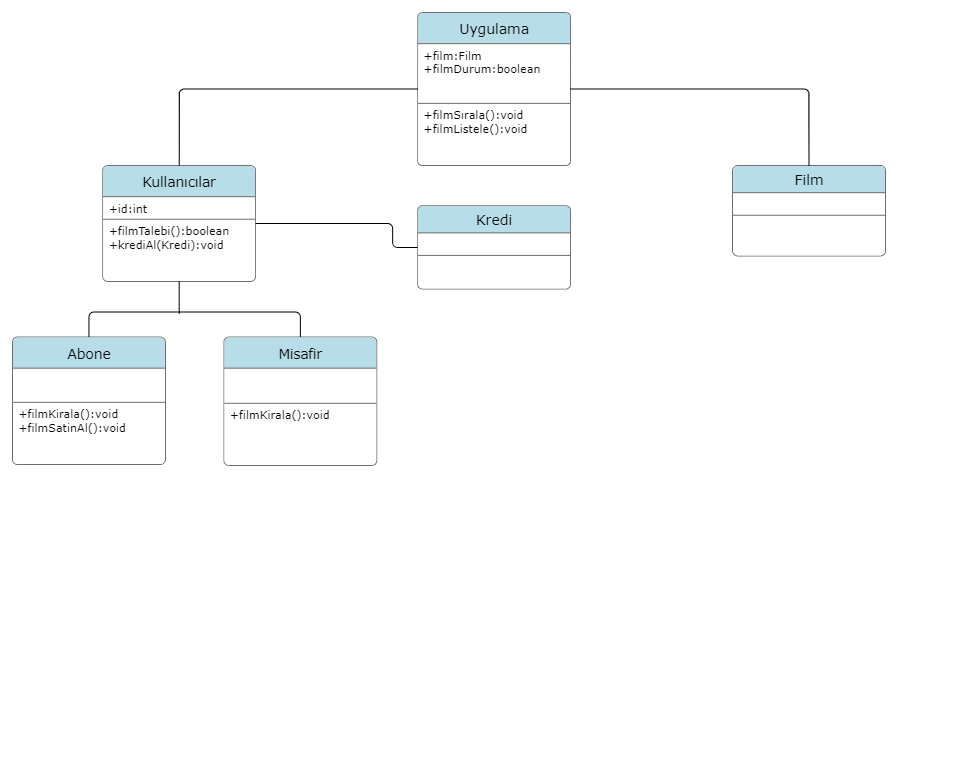 Uygulama
+film:Film
+filmDurum:boolean
+filmSırala():void
+filmListele():void
Kullanıcılar
+id:int
+filmTalebi():boolean
+krediAl(Kredi):void
Kredi
Film
Abone
+filmKirala():void
+filmSatinAl():void
Misafir
+filmKirala():void